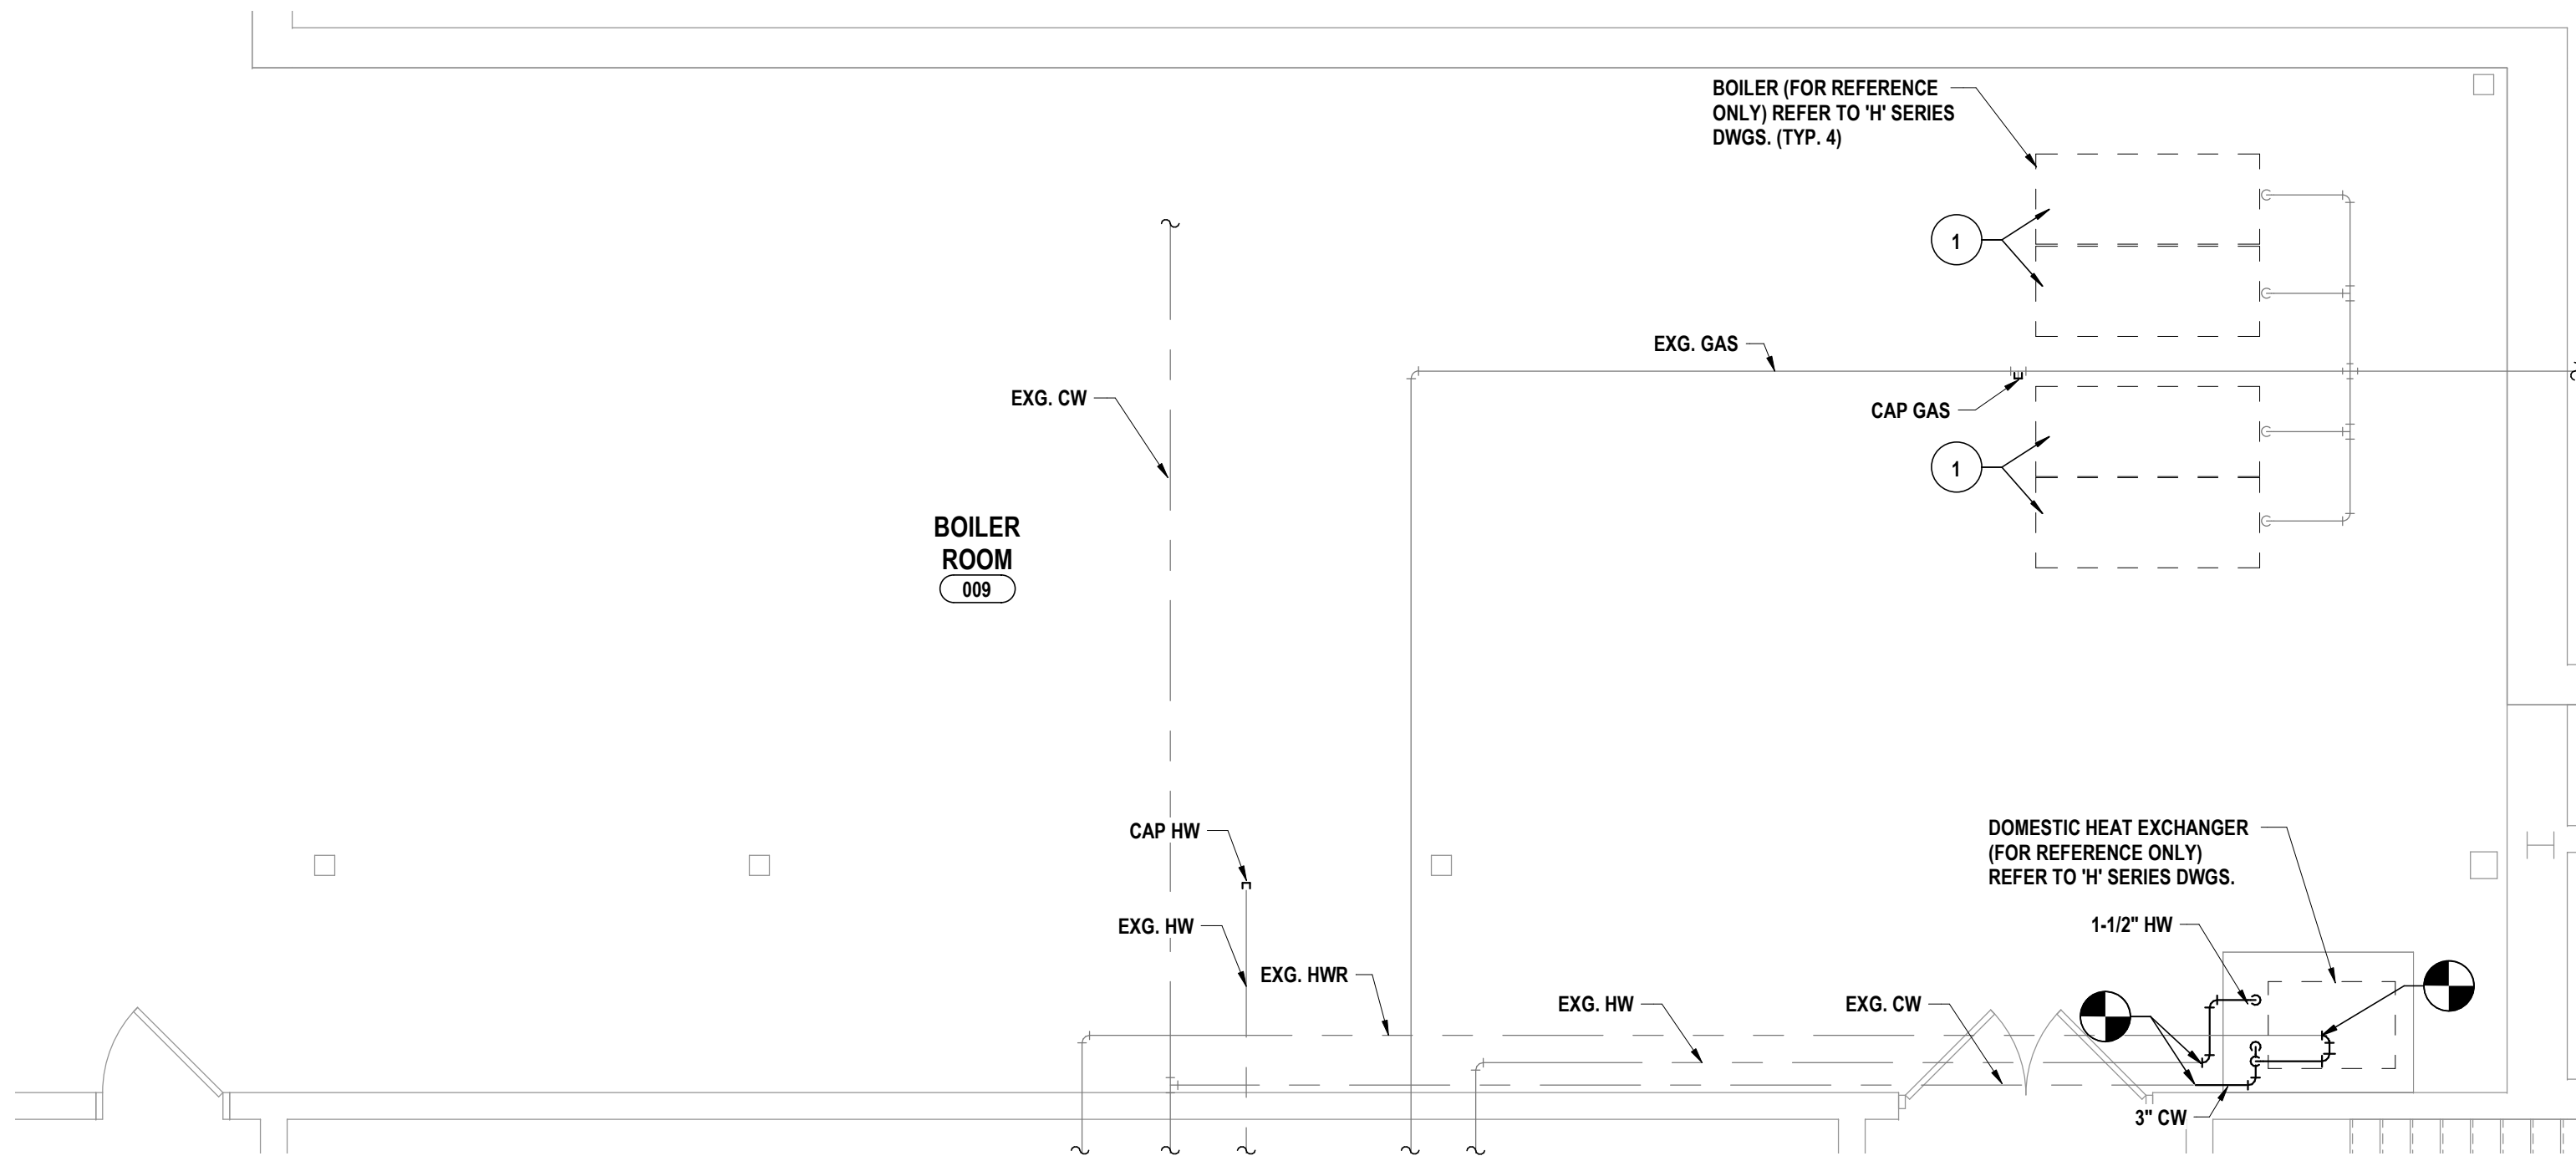 BOILER (FOR REFERENCE
ONLY) REFER TO 'H' SERIES
DWGS. (TYP. 4)
1
EXG. GAS
EXG. CW
CAP GAS
1
BOILER
ROOM
009
CAP HW
DOMESTIC HEAT EXCHANGER
(FOR REFERENCE ONLY)
REFER TO 'H' SERIES DWGS.
EXG. HW
1-1/2" HW
EXG. HWR
EXG. HW
EXG. CW
3" CW